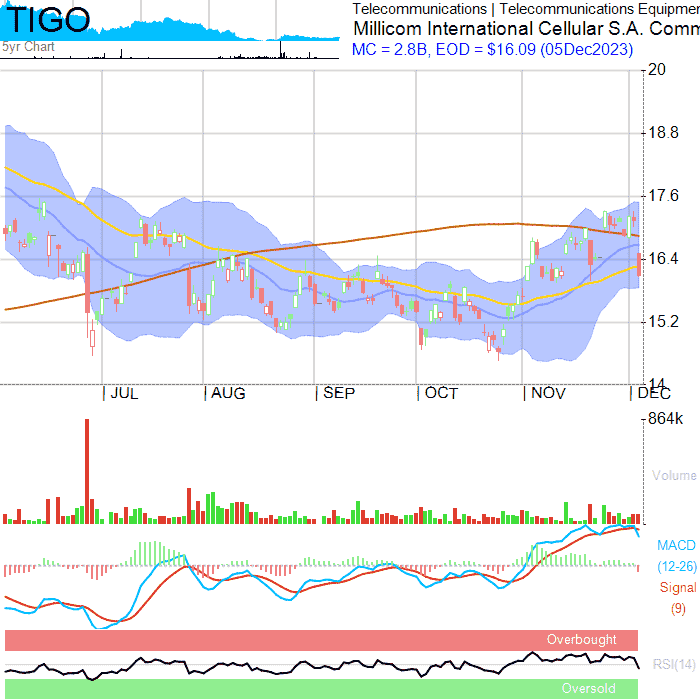 TIGO
5yr Chart
Telecommunications | Telecommunications Equipmen
Millicom International Cellular S.A. Comm
MC = 2.8B, EOD = $16.09 (05Dec2023)
20
18.8
17.6
16.4
15.2
14
JUL AUG SEP OCT NOV DEC
864k
Volume
MACD
(12-26)
Signal
(9)
Overbought
RSI(14)
Oversold